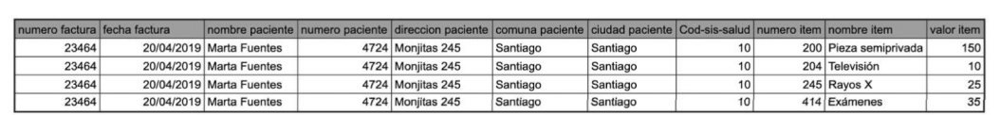 numero factura fecha factura nombre paciente numero paciente direccion paciente comuna paciente ciudad paciente Cod-sis-salud numero item nombre item valor item
23464 20/04/2019 Marta Fuentes 4724 Monjitas 245 Santiago Santiago 10 200 Pieza semiprivada 150
23464 20/04/2019 Marta Fuentes 4724 Monjitas 245 Santiago Santiago 10 204 Televisión 10
23464 20/04/2019 Marta Fuentes 4724 Monjitas 245 Santiago Santiago 10 245 Rayos X 25
23464 20/04/2019 Marta Fuentes 4724 Monjitas 245 Santiago Santiago 10 414 Exámenes 35